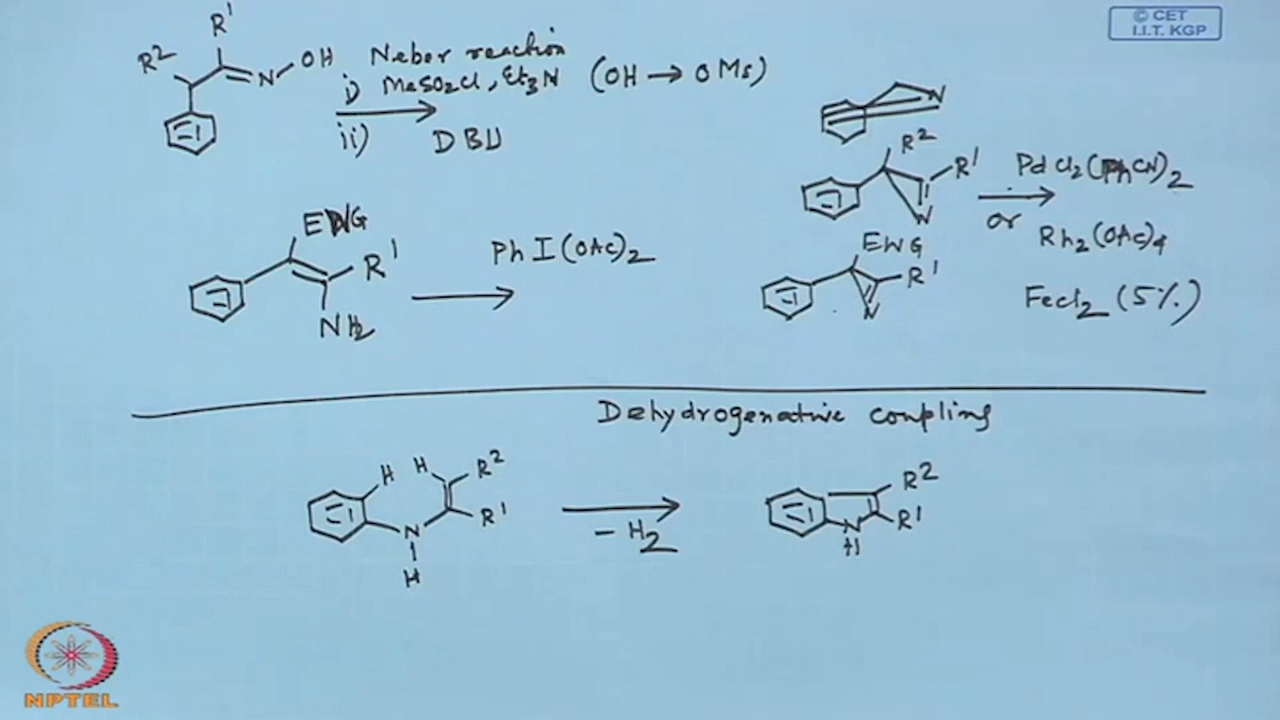 © CET
I.I.T. KGP
R¹
R²
N
OH
Neber reaction
i) MeSO2Cl, Et3N (OH → OMs)
ii) DBU
N
R²
R¹
N
PdCl2(PhCN)2
or
Rh2(OAc)4
FeCl2 (5%)
EWG
R¹
NH2
PhI(OAc)2
EWG
R¹
N
Dehydrogenative coupling
H
H
R²
R¹
N
H
- H2
R²
R¹
N
H
NPTEL